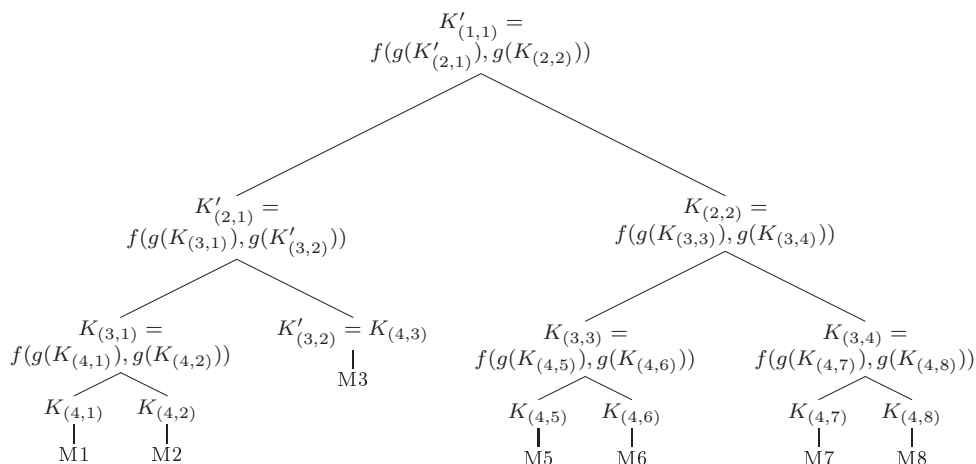 K′(1,1) =
f(g(K′(2,1)), g(K(2,2)))
K′(2,1) =
f(g(K(3,1)), g(K′(3,2)))
K(2,2) =
f(g(K(3,3)), g(K(3,4)))
K(3,1) =
f(g(K(4,1)), g(K(4,2)))
K′(3,2) = K(4,3)
M3
K(3,3) =
f(g(K(4,5)), g(K(4,6)))
K(3,4) =
f(g(K(4,7)), g(K(4,8)))
K(4,1)
K(4,2)
K(4,5)
K(4,6)
K(4,7)
K(4,8)
M1
M2
M5
M6
M7
M8